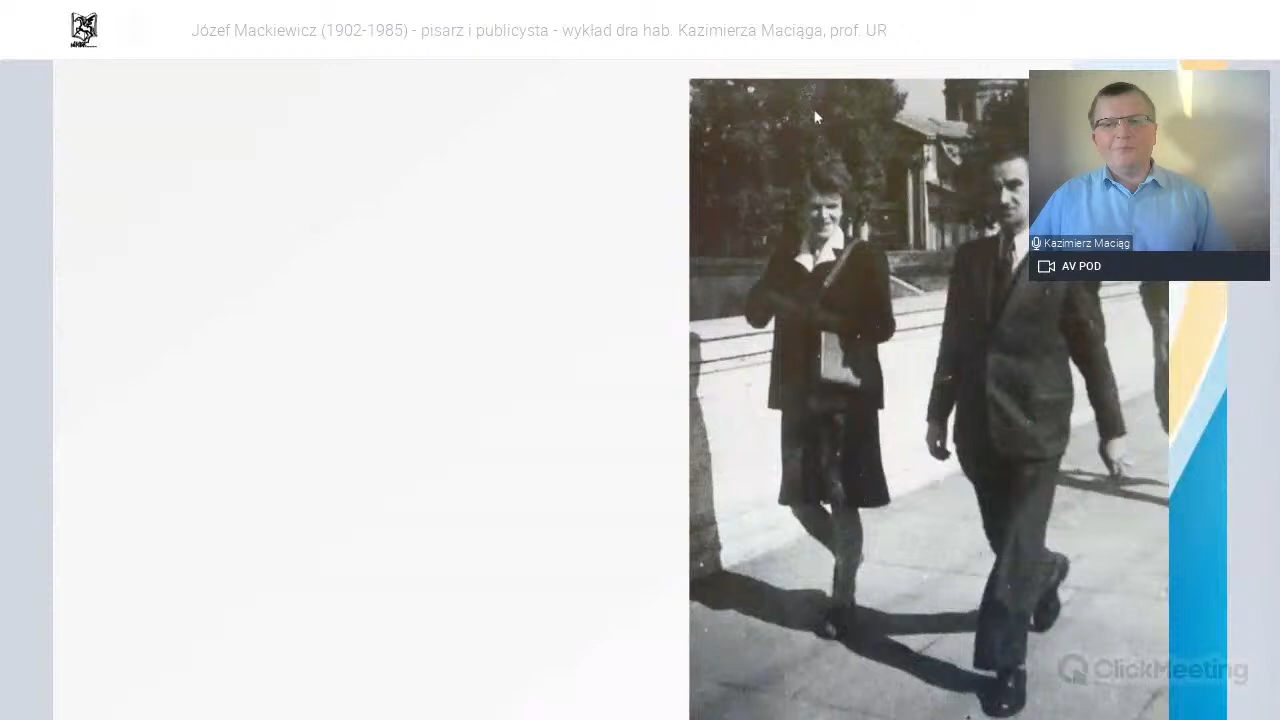 Józef Mackiewicz (1902-1985) - pisarz i publicysta - wykład dra hab. Kazimierza Maciąga, prof. UR
Kazimierz Maciąg
AV POD
ClickMeeting